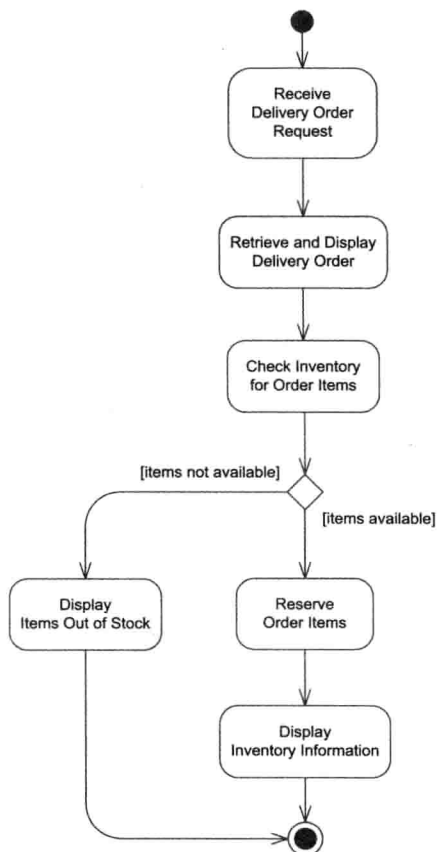 Receive
Delivery Order
Request
Retrieve and Display
Delivery Order
Check Inventory
for Order Items
[items not available]
[items available]
Display
Items Out of Stock
Reserve
Order Items
Display
Inventory Information